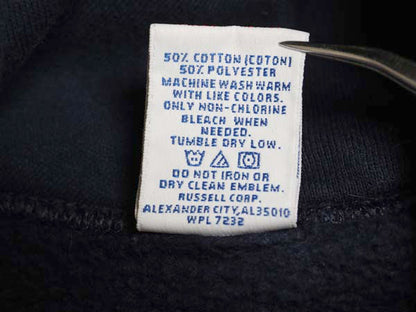 50% COTTON (COTON)
50% POLYESTER
MACHINE WASH WARM
WITH LIKE COLORS.
ONLY NON-CHLORINE
BLEACH WHEN
NEEDED.
TUMBLE DRY LOW.
DO NOT IRON OR
DRY CLEAN EMBLEM.
RUSSELL CORP.
ALEXANDER CITY,AL35010
WPL 7232